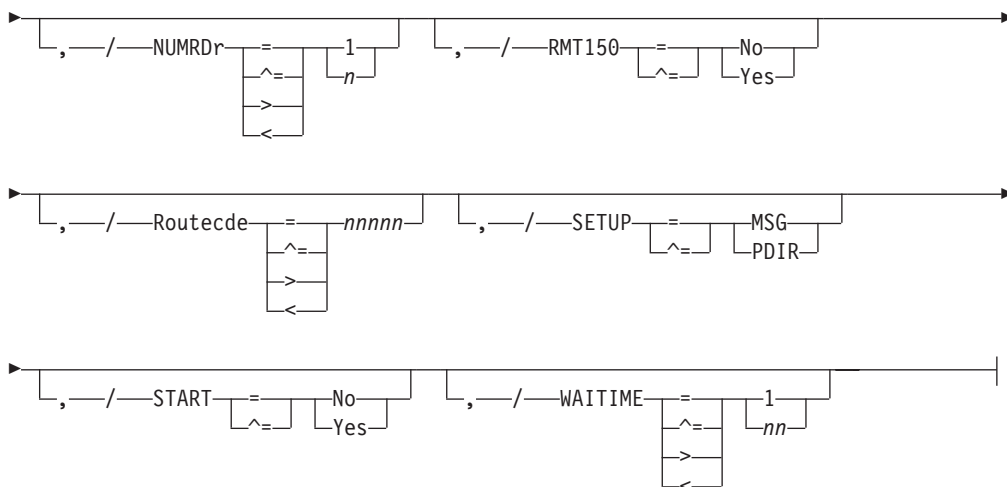 , / NUMRDr = 1 , / RMT150 = No
^= n ^= Yes
>
<
, / Routecde = nnnnn , / SETUP = MSG
^= ^= PDIR
>
<
, / START = No , / WAITIME = 1
^= Yes ^= nn
>
<